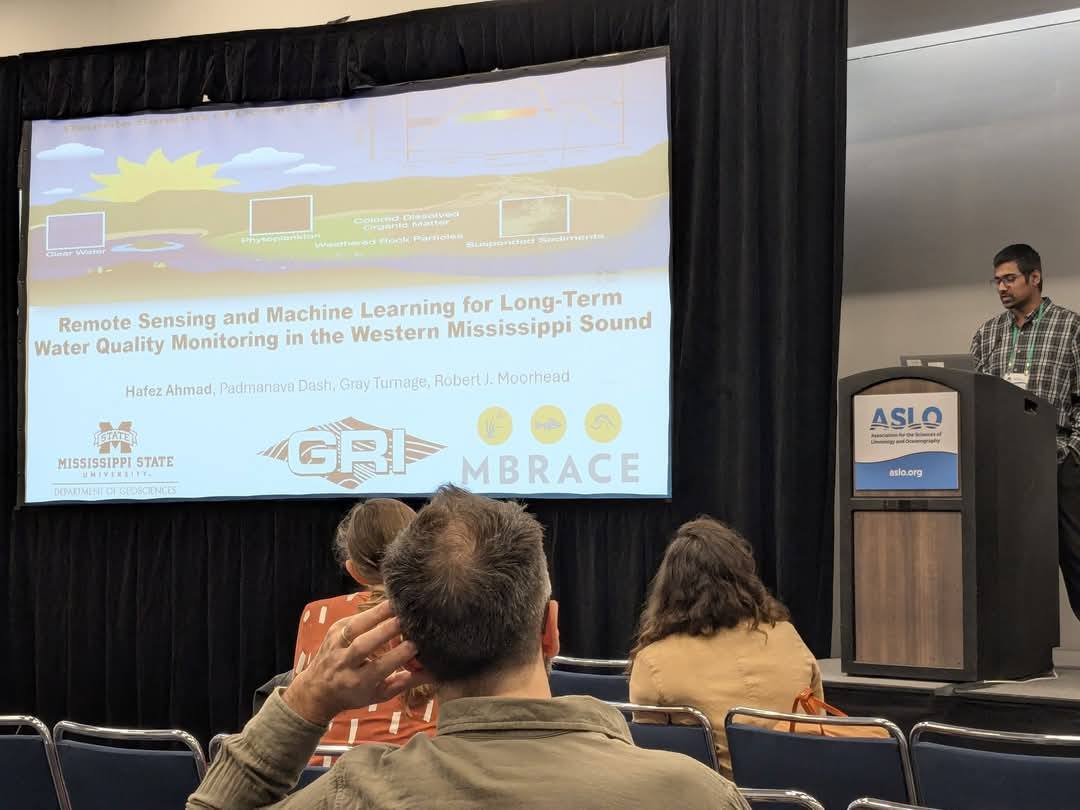 Clear Water
Phytoplankton
Colored Dissolved
Organic Matter
Weathered Rock Particles
Suspended Sediments
Remote Sensing and Machine Learning for Long-Term
Water Quality Monitoring in the Western Mississippi Sound
Hafez Ahmad, Padmanava Dash, Gray Turnage, Robert J. Moorhead
STATE
MISSISSIPPI STATE
UNIVERSITY
DEPARTMENT OF GEOSCIENCES
GRI
MBRACE
ASLO
Association for the Sciences of
Limnology and Oceanography
aslo.org